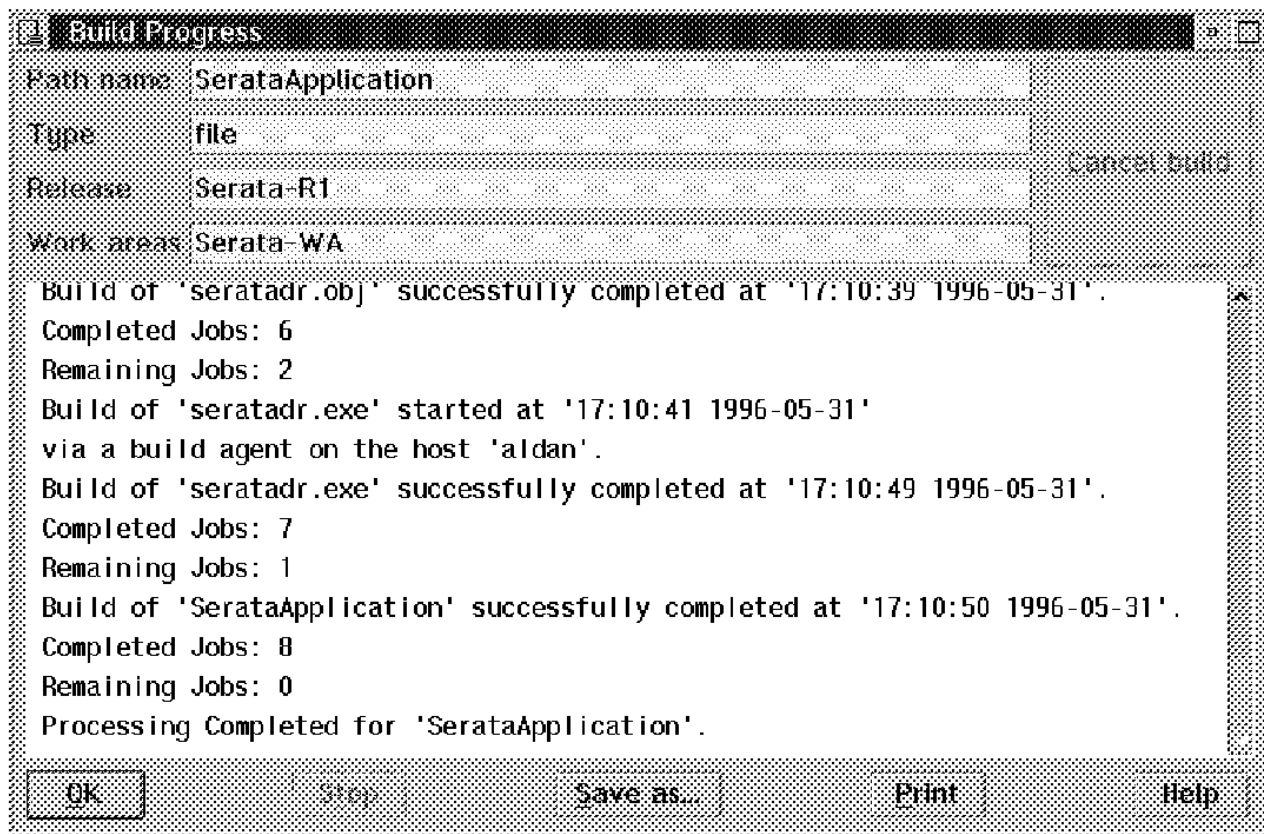 Build Progress
Path name SerataApplication
Type file
Cancel build
Release Serata-R1
Work areas Serata-WA
Build of 'seratadr.obj' successfully completed at '17:10:39 1996-05-31'.
Completed Jobs: 6
Remaining Jobs: 2
Build of 'seratadr.exe' started at '17:10:41 1996-05-31'
via a build agent on the host 'aldan'.
Build of 'seratadr.exe' successfully completed at '17:10:49 1996-05-31'.
Completed Jobs: 7
Remaining Jobs: 1
Build of 'SerataApplication' successfully completed at '17:10:50 1996-05-31'.
Completed Jobs: 8
Remaining Jobs: 0
Processing Completed for 'SerataApplication'.
OK Stop Save as... Print Help